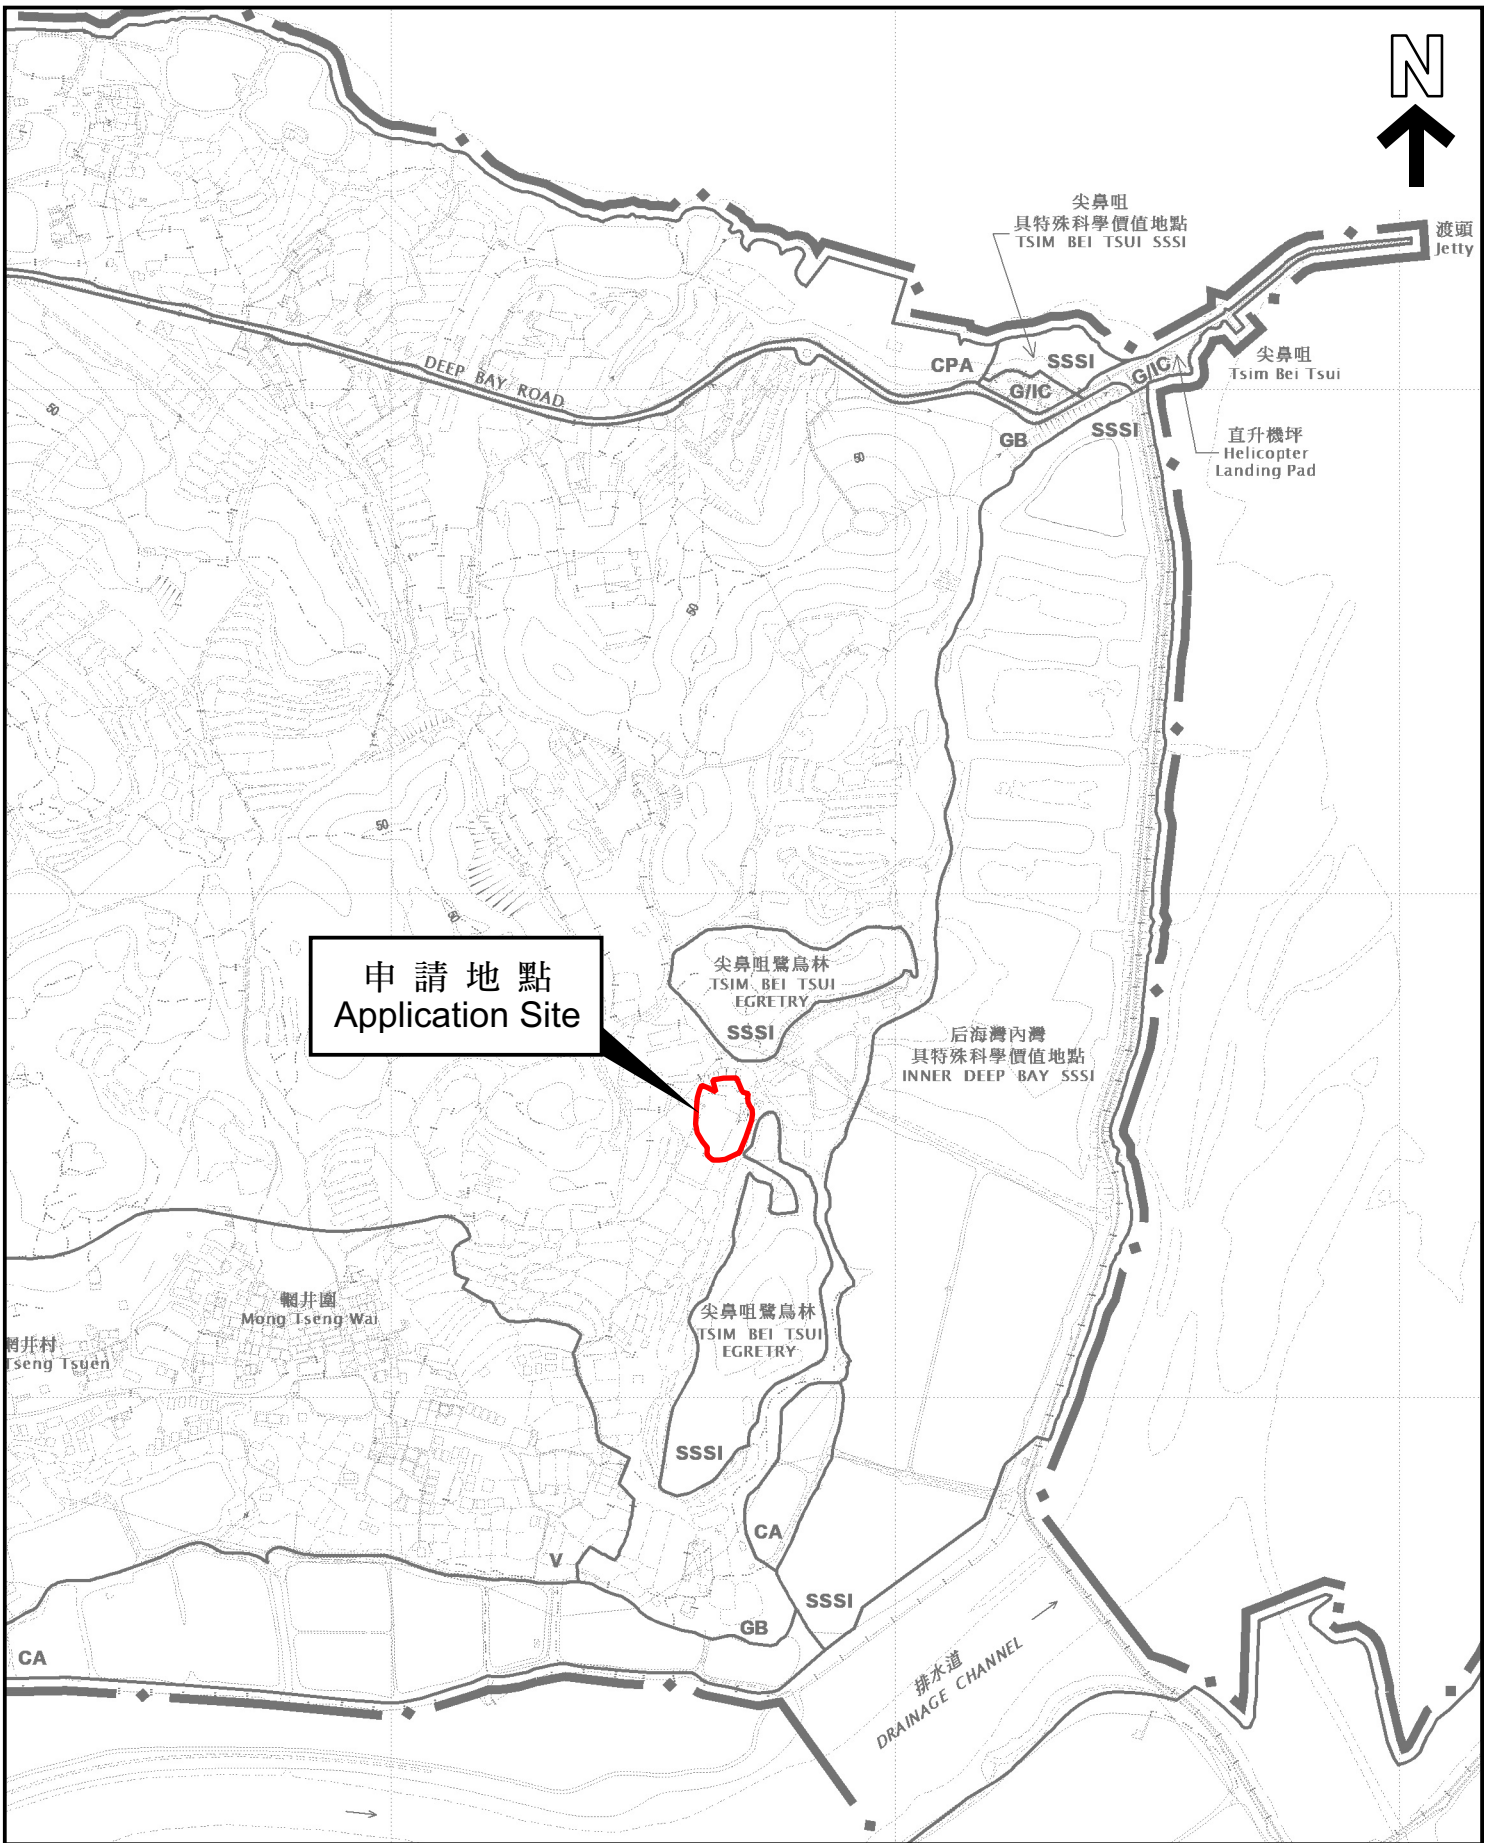 N
尖鼻咀
具特殊科學價值地點
TSIM BEI TSUI SSSI
渡頭
Jetty
尖鼻咀
Tsim Bei Tsui
DEEP BAY ROAD
CPA
SSSI
G/IC
G/IC
GB
SSSI
直升機坪
Helicopter
Landing Pad
50
50
50
50
50
申請地點
Application Site
尖鼻咀鷺鳥林
TSIM BEI TSUI
EGRETRY
SSSI
后海灣內灣
具特殊科學價值地點
INNER DEEP BAY SSSI
輞井圍
Mong Tseng Wai
輞井村
Tseng Tsuen
尖鼻咀鷺鳥林
TSIM BEI TSUI
EGRETRY
SSSI
CA
V
SSSI
GB
CA
排水道
DRAINAGE CHANNEL